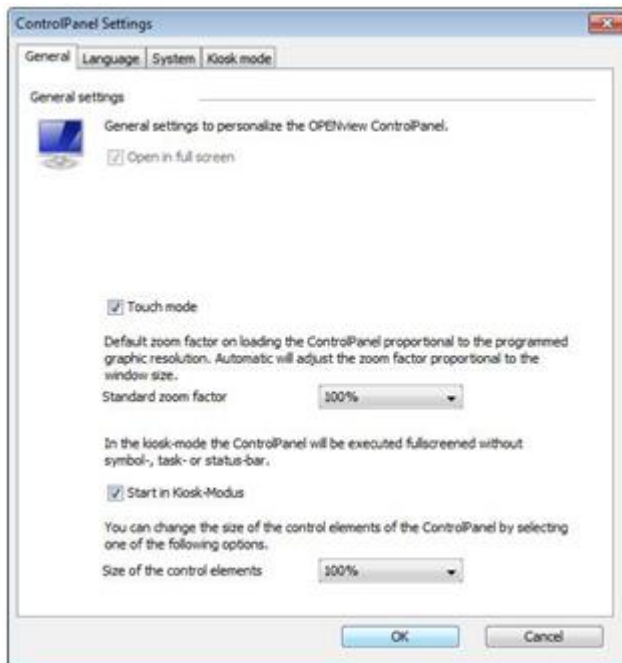 ControlPanel Settings
General Language System Kiosk mode
General settings
General settings to personalize the OPENview ControlPanel.
Open in full screen
Touch mode
Default zoom factor on loading the ControlPanel proportional to the programmed
graphic resolution. Automatic will adjust the zoom factor proportional to the
window size.
Standard zoom factor 100%
In the kiosk-mode the ControlPanel will be executed fullscreened without
symbol-, task- or status-bar.
Start in Kiosk-Modus
You can change the size of the control elements of the ControlPanel by selecting
one of the following options.
Size of the control elements 100%
OK Cancel